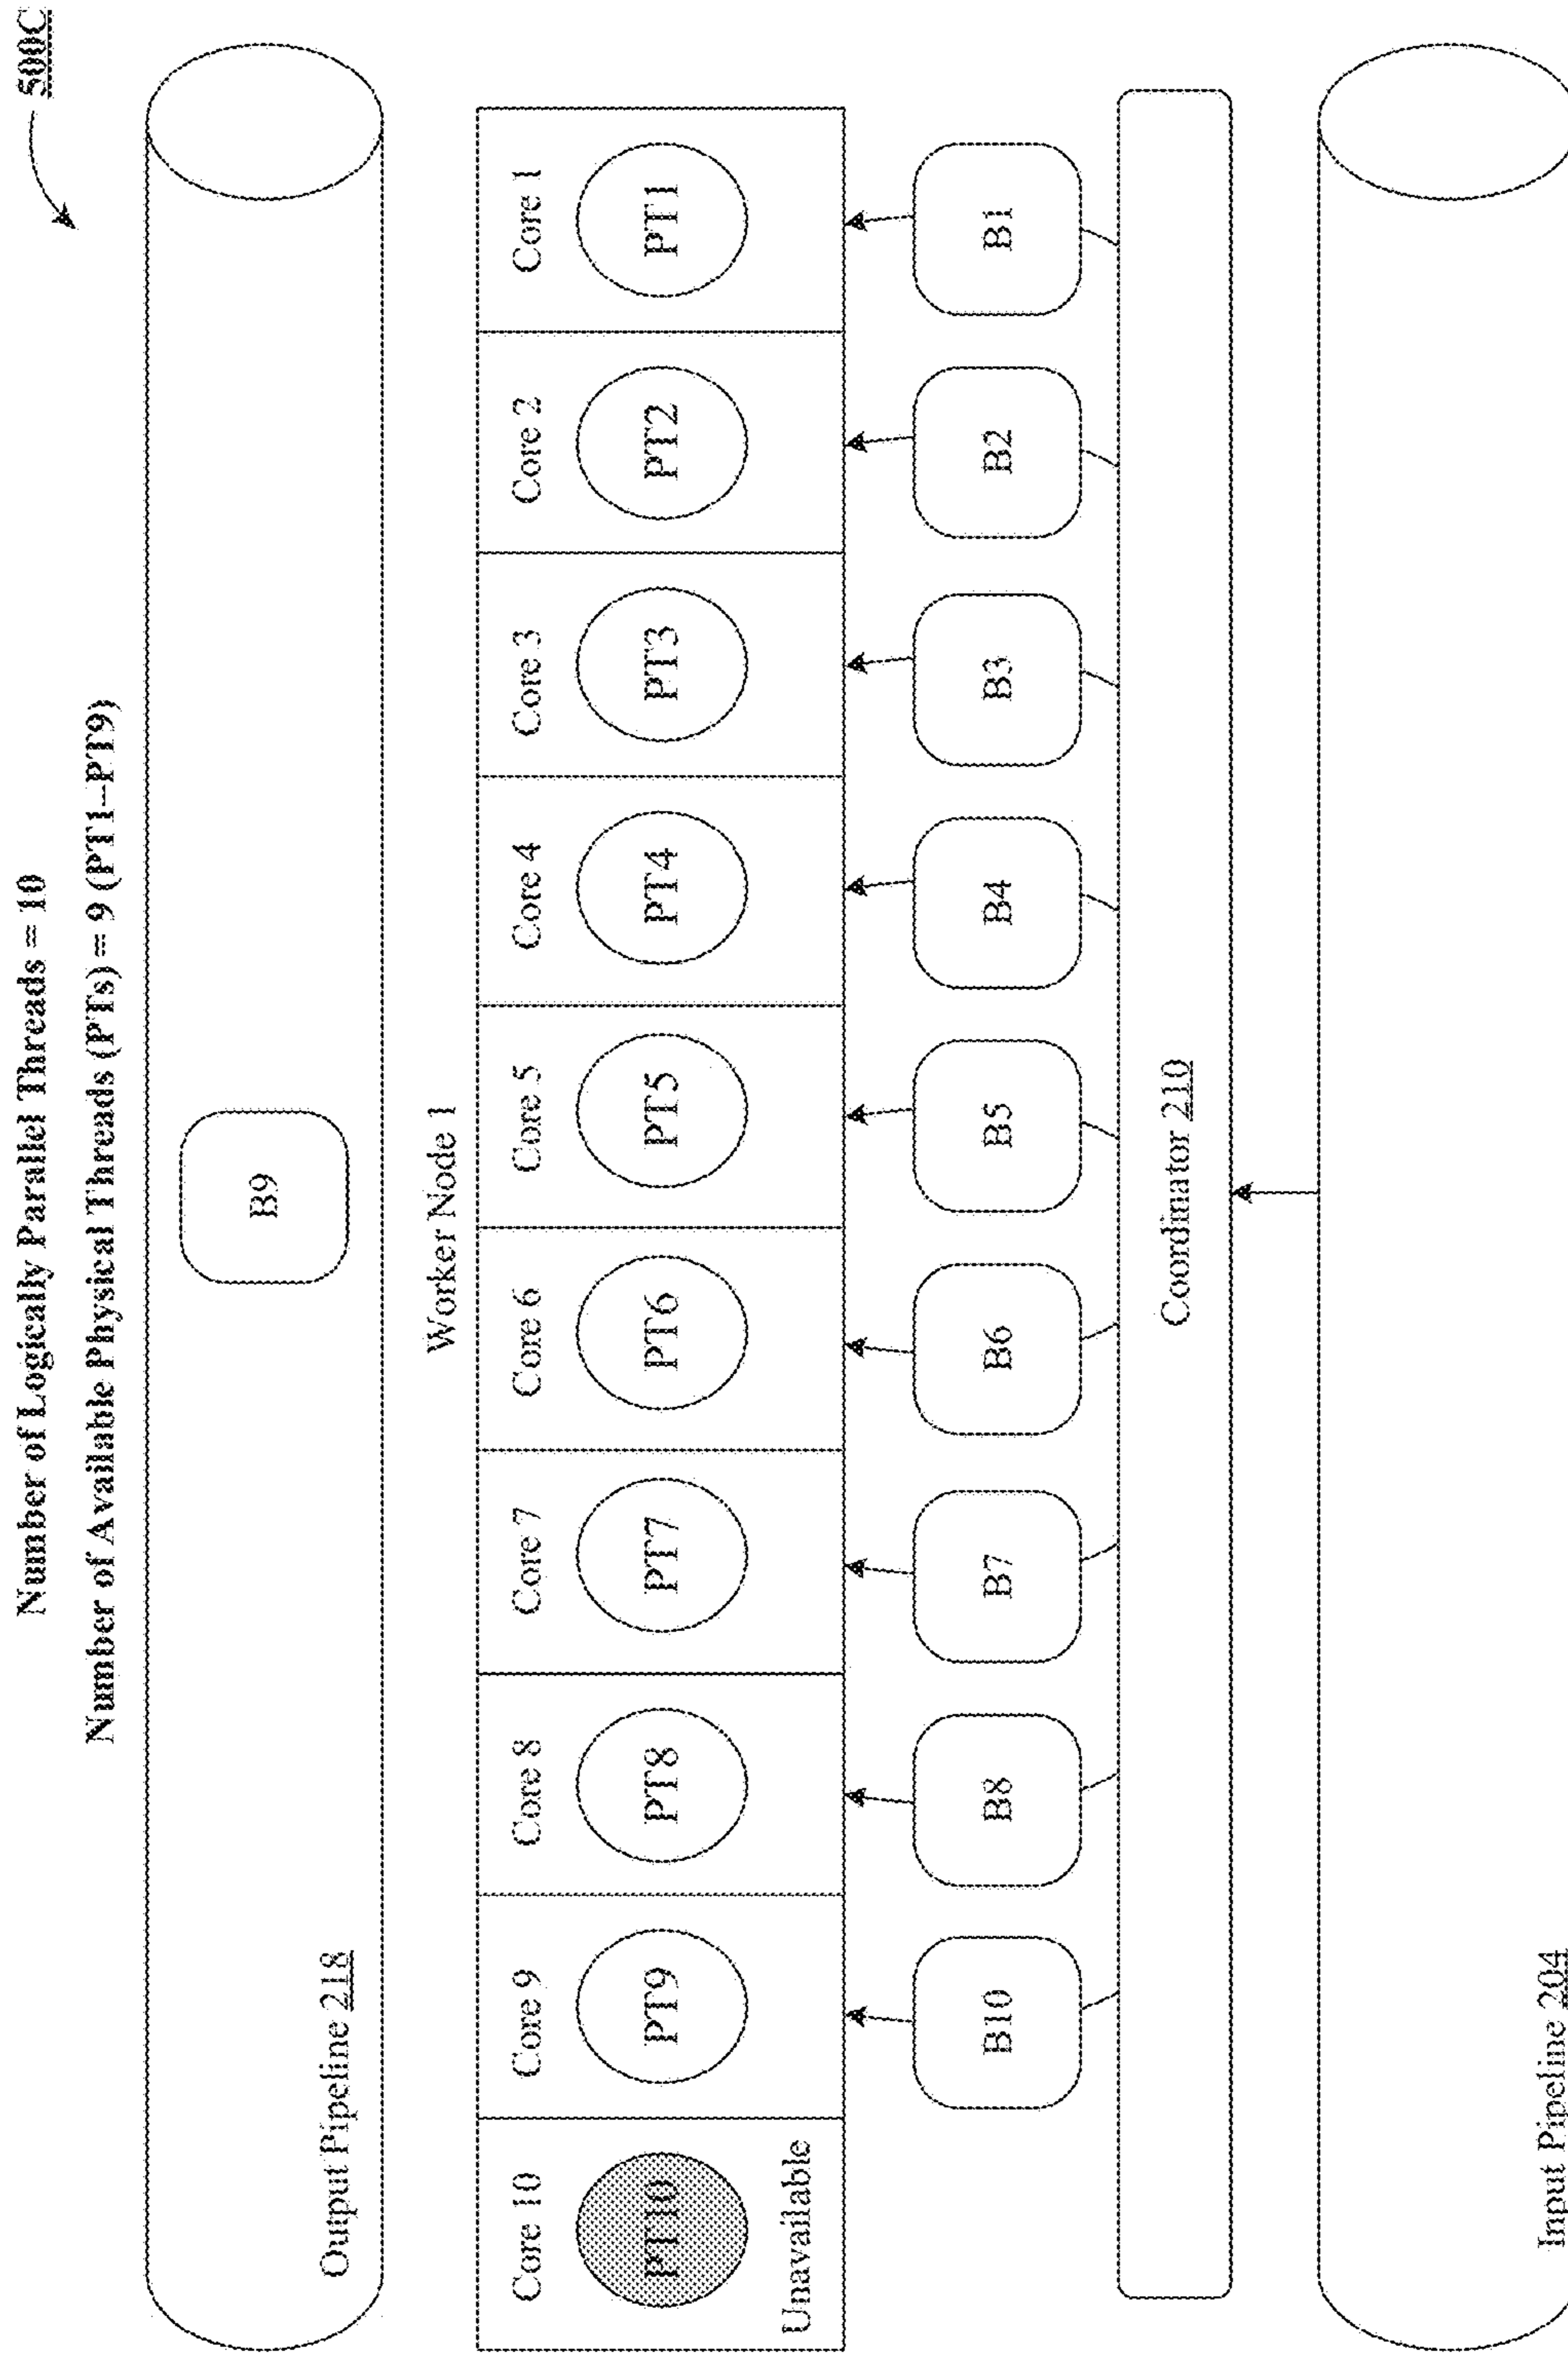 500C
Number of Logically Parallel Threads = 10
Number of Available Physical Threads (PTs) = 9 (PT1–PT9)
B9
Output Pipeline 218
Worker Node 1
Core 10 Core 9 Core 8 Core 7 Core 6 Core 5 Core 4 Core 3 Core 2 Core 1
PT10 PT9 PT8 PT7 PT6 PT5 PT4 PT3 PT2 PT1
Unavailable
B10 B8 B7 B6 B5 B4 B3 B2 B1
Coordinator 210
Input Pipeline 204